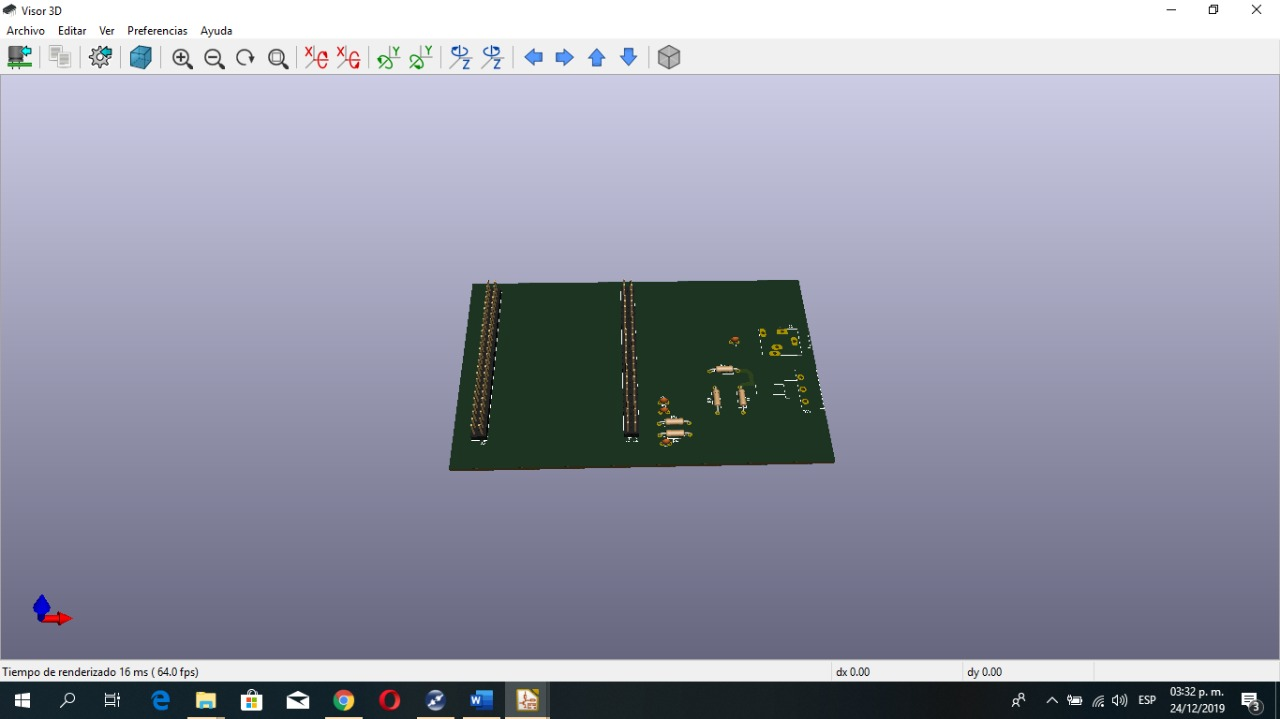 Visor 3D
Archivo Editar Ver Preferencias Ayuda
X X Y Y Z Z
Tiempo de renderizado 16 ms ( 64.0 fps) dx 0.00 dy 0.00
ESP
03:32 p. m.
24/12/2019
3